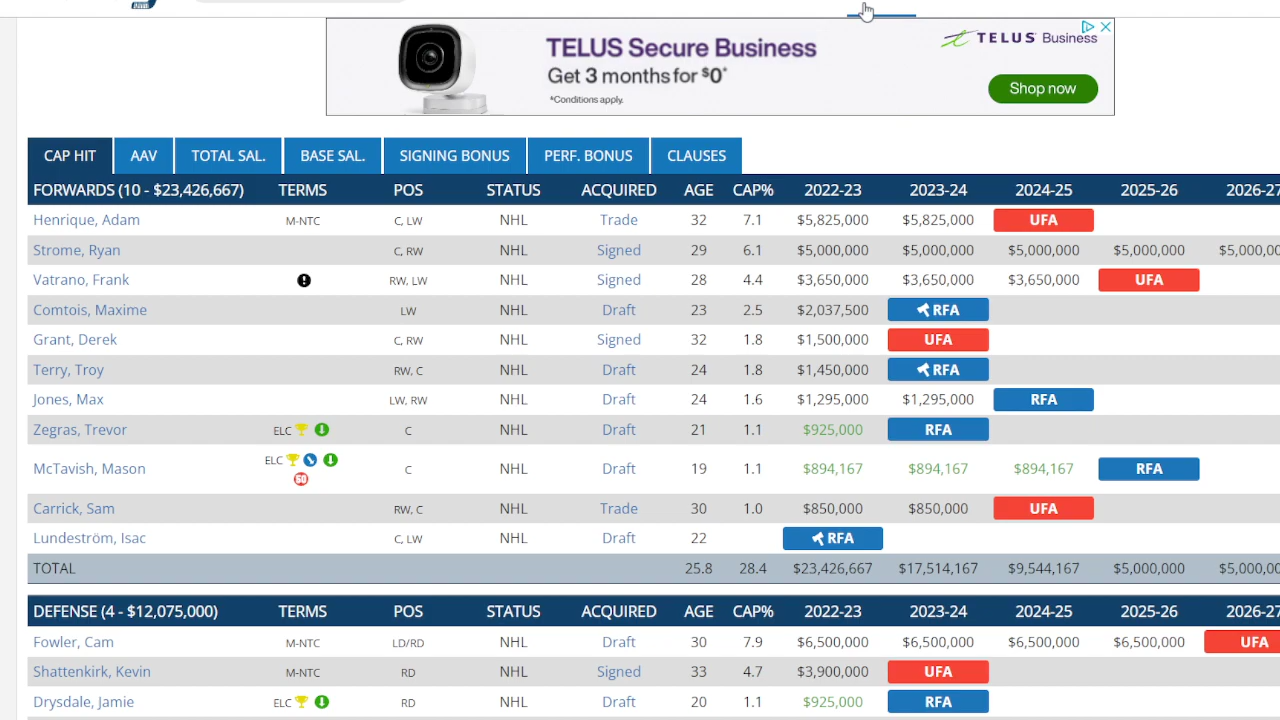 TELUS Secure Business
Get 3 months for $0*
*Conditions apply.
TELUS Business
Shop now
CAP HIT AAV TOTAL SAL. BASE SAL. SIGNING BONUS PERF. BONUS CLAUSES
FORWARDS (10 - $23,426,667) TERMS POS STATUS ACQUIRED AGE CAP% 2022-23 2023-24 2024-25 2025-26 2026-27
Henrique, Adam M-NTC C, LW NHL Trade 32 7.1 $5,825,000 $5,825,000 UFA
Strome, Ryan C, RW NHL Signed 29 6.1 $5,000,000 $5,000,000 $5,000,000 $5,000,000 $5,000,00
Vatrano, Frank RW, LW NHL Signed 28 4.4 $3,650,000 $3,650,000 $3,650,000 UFA
Comtois, Maxime LW NHL Draft 23 2.5 $2,037,500 RFA
Grant, Derek C, RW NHL Signed 32 1.8 $1,500,000 UFA
Terry, Troy RW, C NHL Draft 24 1.8 $1,450,000 RFA
Jones, Max LW, RW NHL Draft 24 1.6 $1,295,000 $1,295,000 RFA
Zegras, Trevor ELC C NHL Draft 21 1.1 $925,000 RFA
McTavish, Mason ELC 60 C NHL Draft 19 1.1 $894,167 $894,167 $894,167 RFA
Carrick, Sam RW, C NHL Trade 30 1.0 $850,000 $850,000 UFA
Lundeström, Isac C, LW NHL Draft 22 RFA
TOTAL 25.8 28.4 $23,426,667 $17,514,167 $9,544,167 $5,000,000 $5,000,00
DEFENSE (4 - $12,075,000) TERMS POS STATUS ACQUIRED AGE CAP% 2022-23 2023-24 2024-25 2025-26 2026-27
Fowler, Cam M-NTC LD/RD NHL Draft 30 7.9 $6,500,000 $6,500,000 $6,500,000 $6,500,000 UFA
Shattenkirk, Kevin M-NTC RD NHL Signed 33 4.7 $3,900,000 UFA
Drysdale, Jamie ELC RD NHL Draft 20 1.1 $925,000 RFA